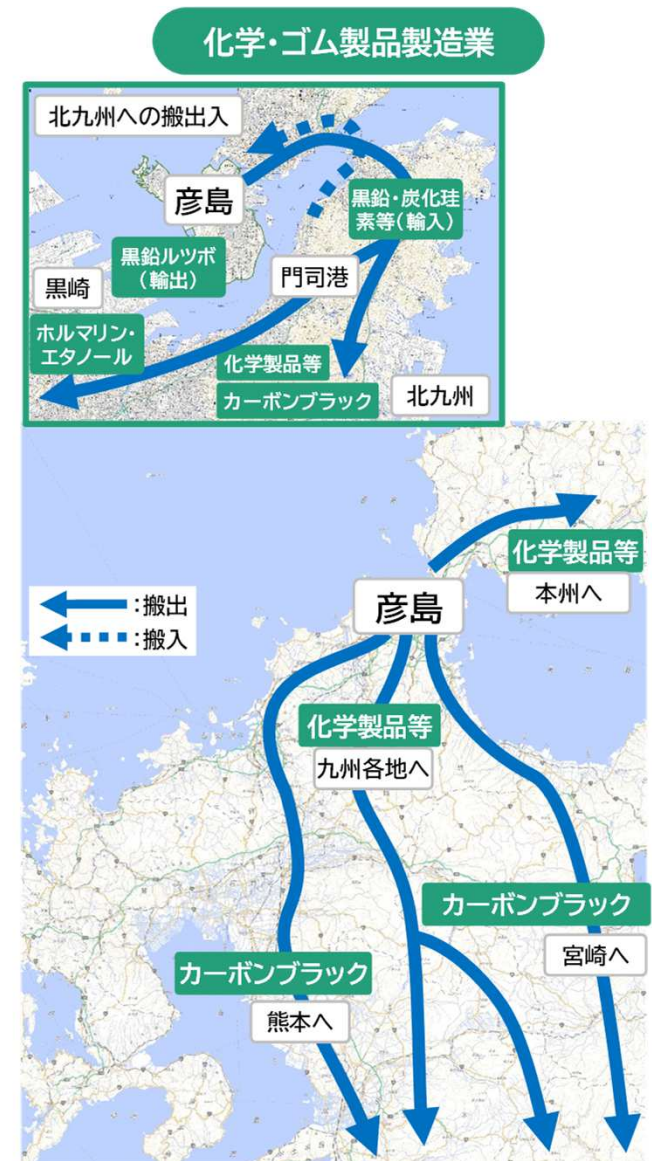 化学・ゴム製品製造業
北九州への搬出入
彦島
黒鉛・炭化珪
素等(輸入)
黒鉛ルツボ
(輸出)
門司港
黒崎
ホルマリン・
エタノール
化学製品等
カーボンブラック
北九州
化学製品等
本州へ
彦島
:搬出
:搬入
化学製品等
九州各地へ
カーボンブラック
宮崎へ
カーボンブラック
熊本へ